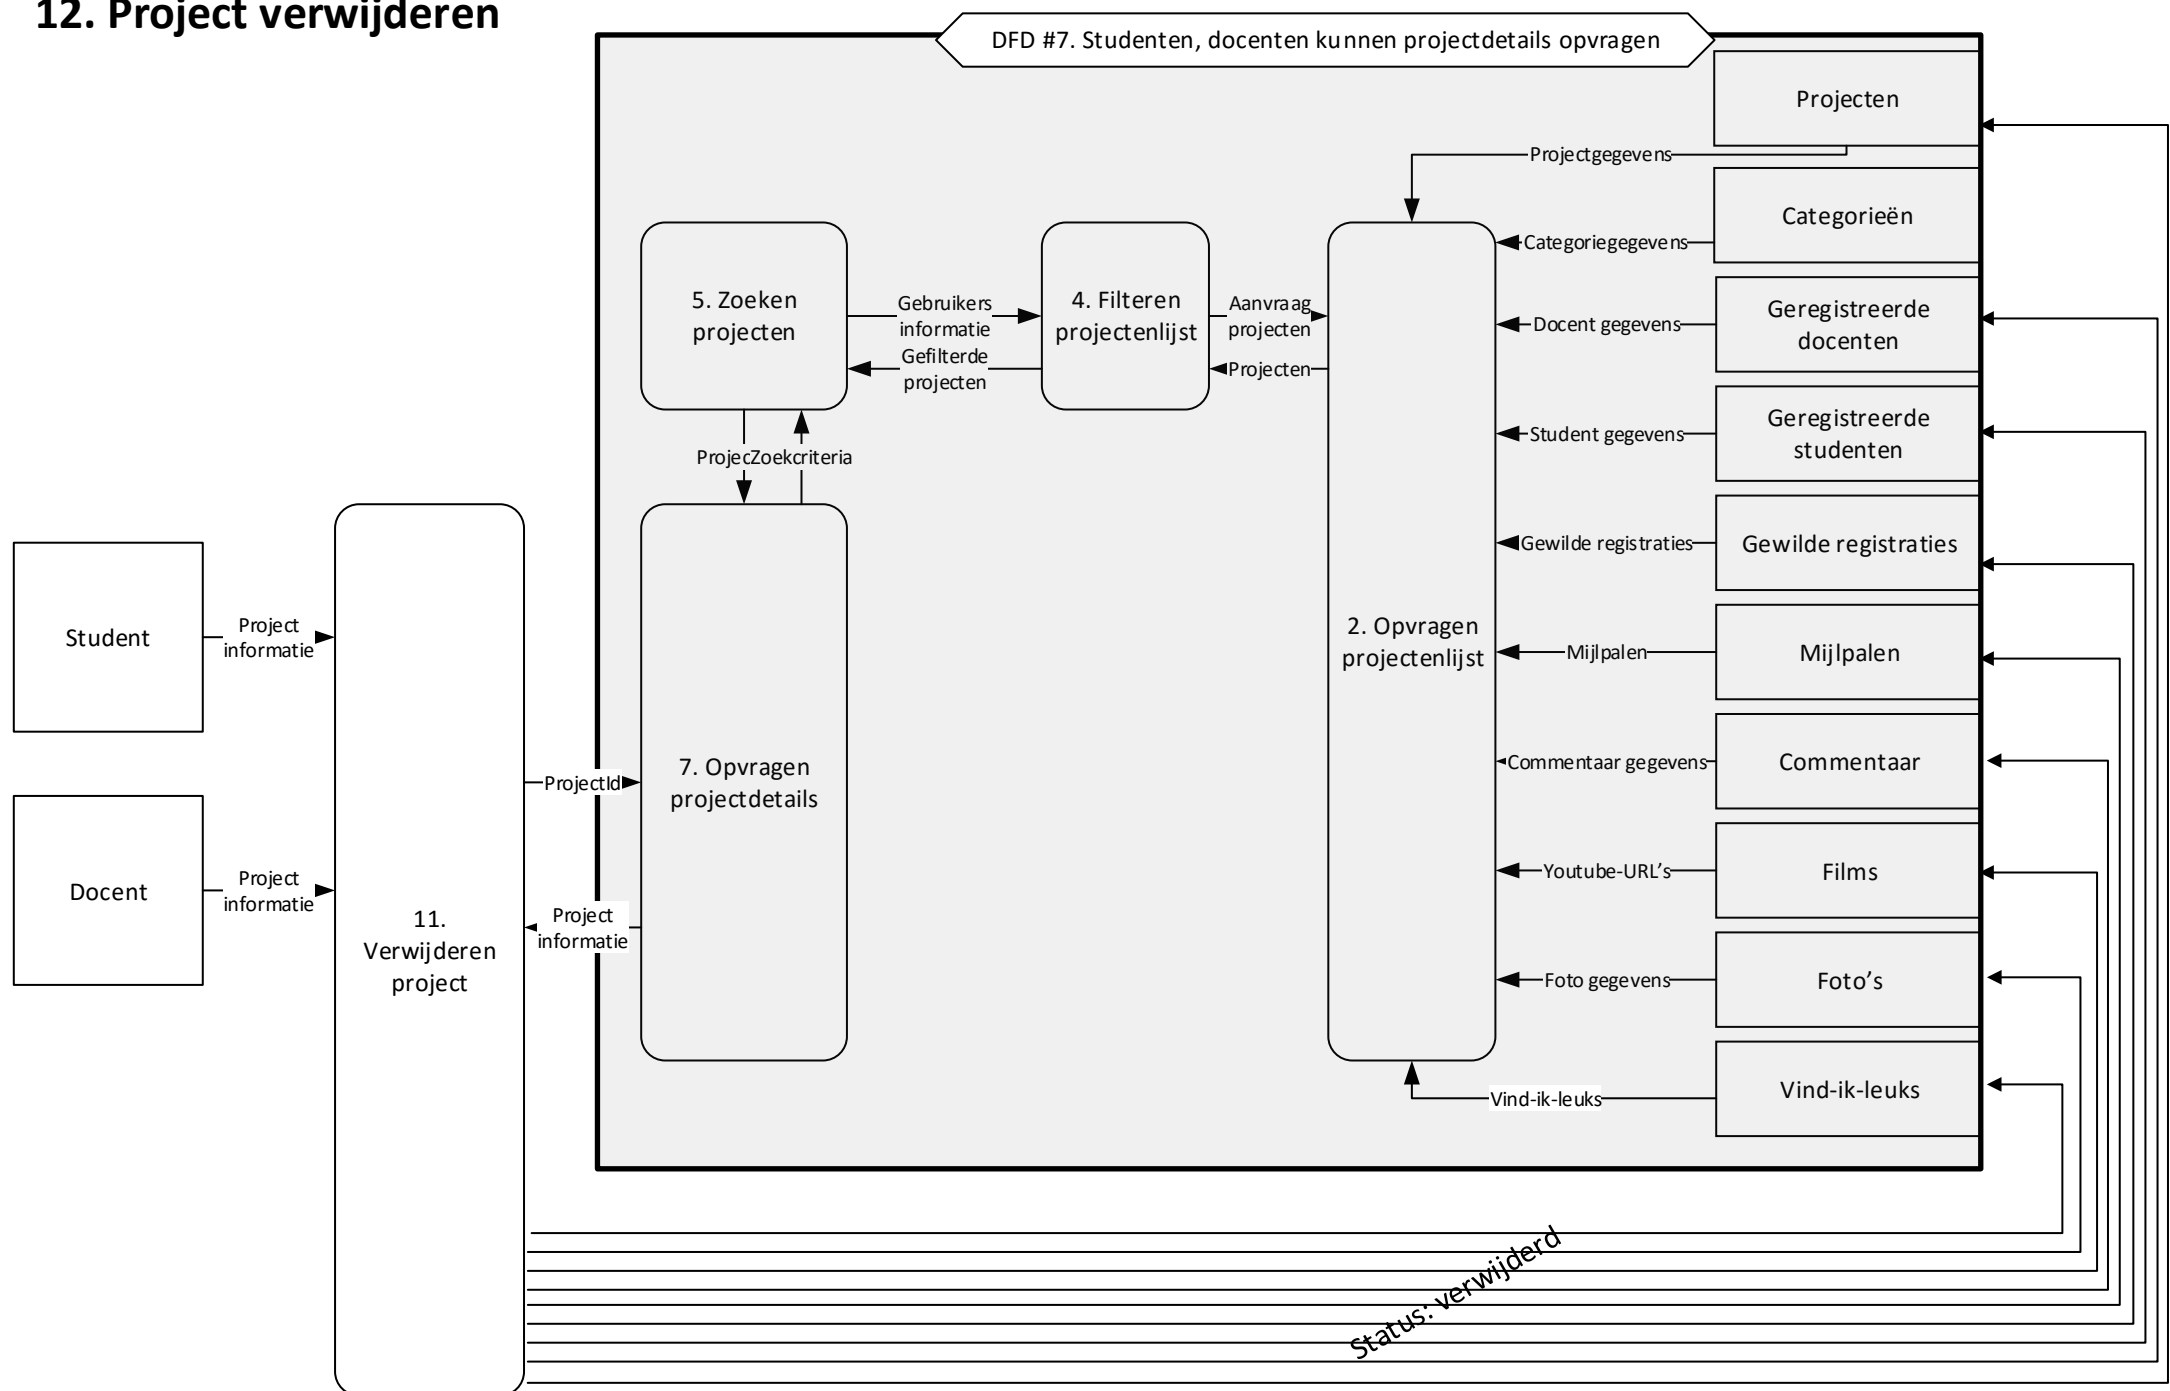 12. Project verwijderen
DFD #7. Studenten, docenten kunnen projectdetails opvragen
Projecten
Projectgegevens
Categorieën
Categoriegegevens
5. Zoeken
projecten
Gebruikers
informatie
Gefilterde
projecten
4. Filteren
projectenlijst
Aanvraag
projecten
Projecten
Docent gegevens
Geregistreerde
docenten
Student gegevens
Geregistreerde
studenten
Projec
Zoekcriteria
Gewilde registraties
Gewilde registraties
Student
Project
informatie
2. Opvragen
projectenlijst
Mijlpalen
Mijlpalen
ProjectId
7. Opvragen
projectdetails
Commentaar gegevens
Commentaar
Docent
Project
informatie
11.
Verwijderen
project
Project
informatie
Youtube-URL’s
Films
Foto gegevens
Foto’s
Vind-ik-leuks
Vind-ik-leuks
Status: verwijderd